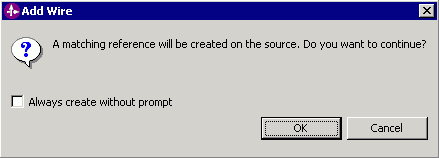 Add Wire
A matching reference will be created on the source. Do you want to continue?
Always create without prompt
OK Cancel